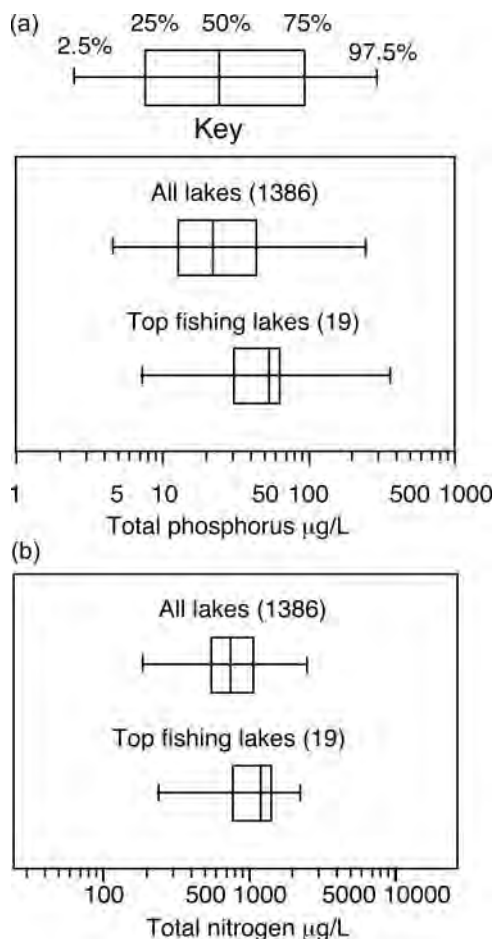 (a)
2.5% 25% 50% 75% 97.5%
Key
All lakes (1386)
Top fishing lakes (19)
1 5 10 50 100 500 1000
Total phosphorus µg/L
(b)
All lakes (1386)
Top fishing lakes (19)
100 500 1000 5000 10000
Total nitrogen µg/L